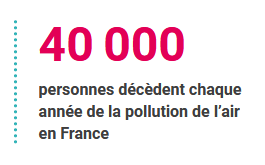 40 000
personnes décèdent chaque
année de la pollution de l’air
en France